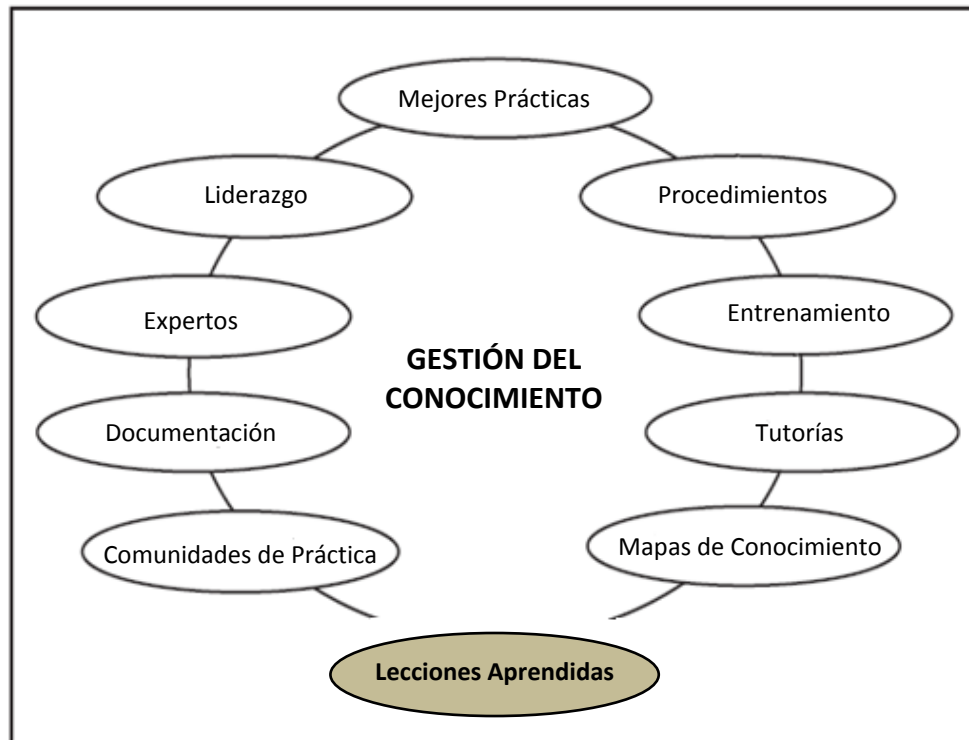 Mejores Prácticas
Liderazgo
Procedimientos
Expertos
Entrenamiento
GESTIÓN DEL
CONOCIMIENTO
Documentación
Tutorías
Comunidades de Práctica
Mapas de Conocimiento
Lecciones Aprendidas